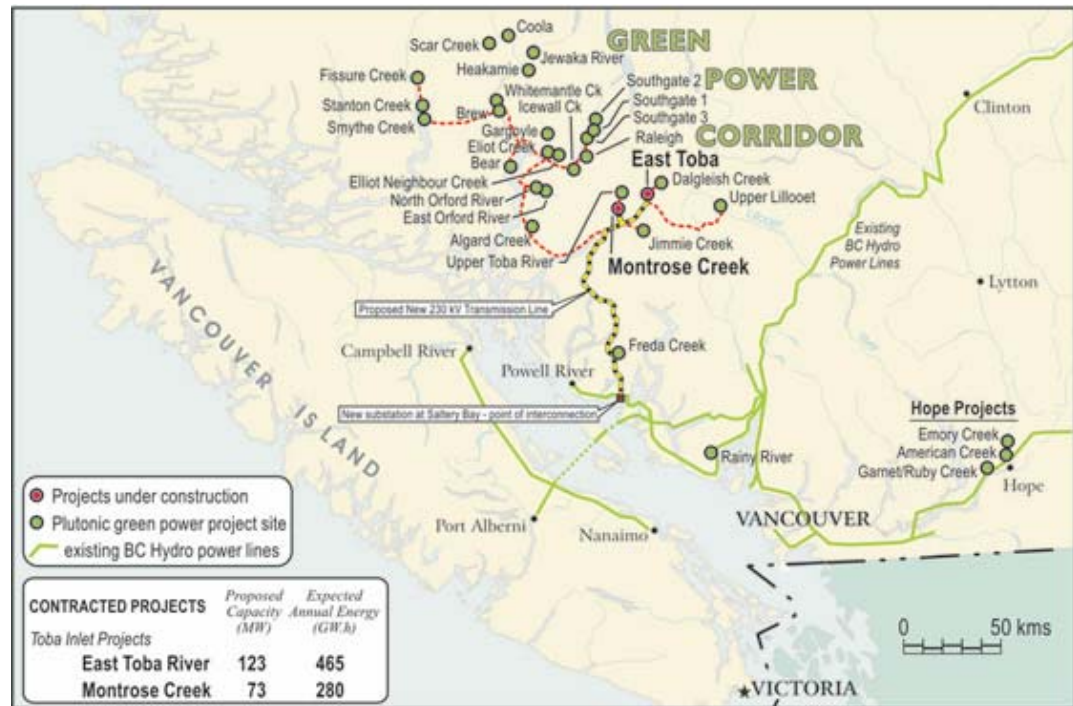 Coola
Scar Creek
GREEN
Jewaka River
Fissure Creek
Heakamie
Southgate 2
Whitemantle Ck
POWER
Icewall Ck
Southgate 1
Stanton Creek
Brew
Southgate 3
Smythe Creek
Gargoyle
CORRIDOR
Eliot Creek
Raleigh
Bear
East Toba
Elliot Neighbour Creek
Dalgleish Creek
North Orford River
Upper Lillooet
East Orford River
Algard Creek
Jimmie Creek
Upper Toba River
Montrose Creek
Existing
BC Hydro
Power Lines
Clinton
Lytton
VANCOUVER ISLAND
Proposed New 230 kV Transmission Line
Campbell River
Freda Creek
Powell River
New substation at Saltery Bay - point of interconnection
Hope Projects
Emory Creek
American Creek
Garnet/Ruby Creek
Hope
Rainy River
Port Alberni
Nanaimo
VANCOUVER
VICTORIA
0 50 kms
Projects under construction
Plutonic green power project site
existing BC Hydro power lines
CONTRACTED PROJECTS Proposed Capacity (MW) Expected Annual Energy (GW.h)
Toba Inlet Projects
East Toba River 123 465
Montrose Creek 73 280